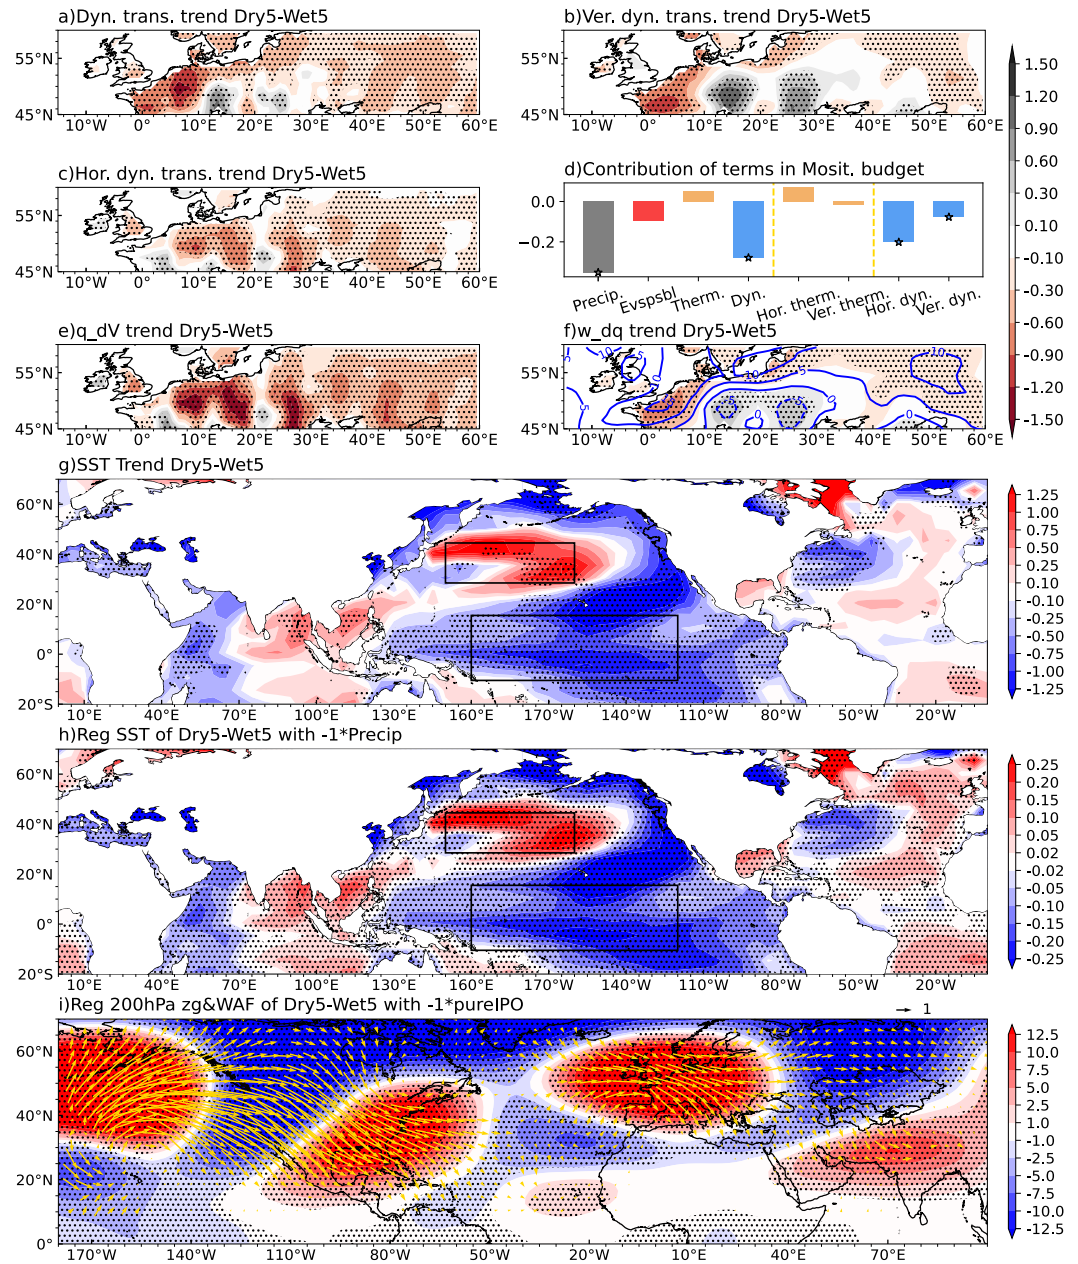 a)Dyn. trans. trend Dry5-Wet5
b)Ver. dyn. trans. trend Dry5-Wet5
55°N
45°N
10°W 0° 10°E 20°E 30°E 40°E 50°E 60°E
55°N
45°N
10°W 0° 10°E 20°E 30°E 40°E 50°E 60°E
1.50
1.20
0.90
0.60
0.30
0.10
-0.10
-0.30
-0.60
-0.90
-1.20
-1.50
c)Hor. dyn. trans. trend Dry5-Wet5
d)Contribution of terms in Mosit. budget
55°N
45°N
10°W 0° 10°E 20°E 30°E 40°E 50°E 60°E
0.0
−0.2
Precip. Evspsbl Therm. Dyn. Hor. therm. Ver. therm. Hor. dyn. Ver. dyn.
e)q_dV trend Dry5-Wet5
f)w_dq trend Dry5-Wet5
55°N
45°N
10°W 0° 10°E 20°E 30°E 40°E 50°E 60°E
55°N
45°N
10 5 10 5 10
5 -5 -5 0 0 0
10°W 0° 10°E 20°E 30°E 40°E 50°E 60°E
g)SST Trend Dry5-Wet5
60°N
40°N
20°N
0°
20°S
10°E 40°E 70°E 100°E 130°E 160°E 170°W 140°W 110°W 80°W 50°W 20°W
1.25
1.00
0.75
0.50
0.25
0.10
-0.10
-0.25
-0.50
-0.75
-1.00
-1.25
h)Reg SST of Dry5-Wet5 with -1*Precip
60°N
40°N
20°N
0°
20°S
10°E 40°E 70°E 100°E 130°E 160°E 170°W 140°W 110°W 80°W 50°W 20°W
0.25
0.20
0.15
0.10
0.05
0.02
-0.02
-0.05
-0.10
-0.15
-0.20
-0.25
i)Reg 200hPa zg&WAF of Dry5-Wet5 with -1*pureIPO
1
60°N
40°N
20°N
0°
170°W 140°W 110°W 80°W 50°W 20°W 10°E 40°E 70°E
12.5
10.0
7.5
5.0
2.5
1.0
-1.0
-2.5
-5.0
-7.5
-10.0
-12.5